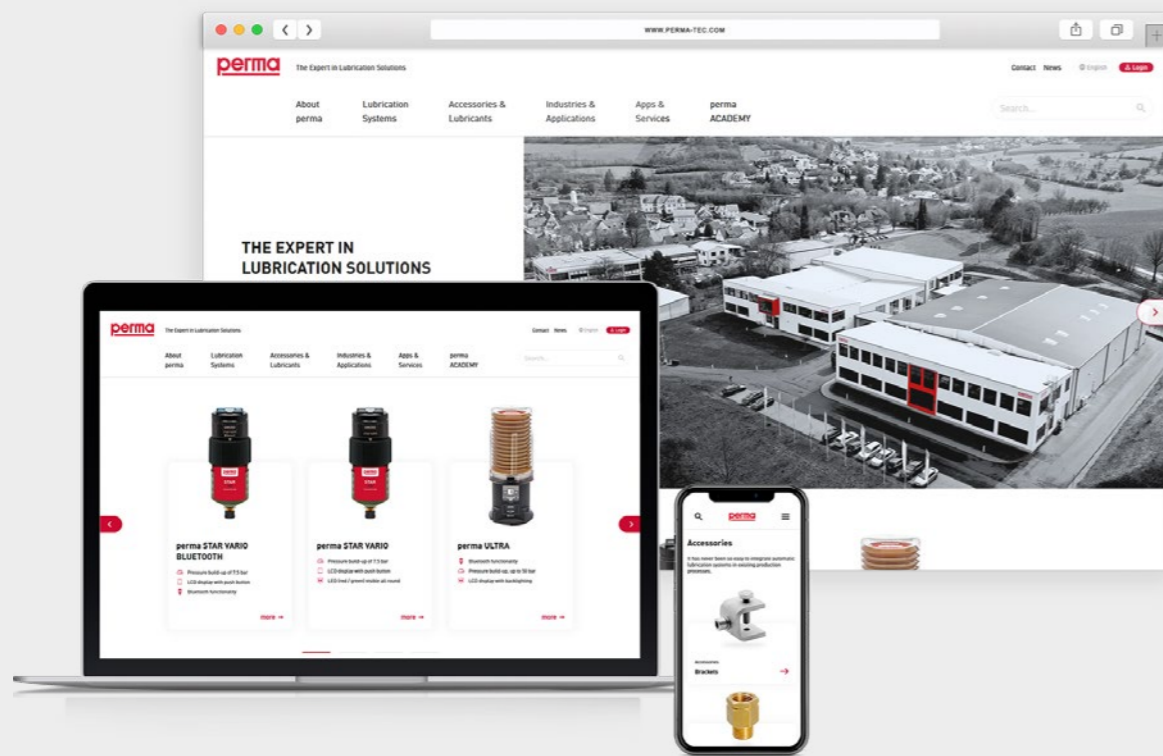 WWW.PERMA-TEC.COM
perma The Expert in Lubrication Solutions
Contact News English Login
About perma
Lubrication Systems
Accessories & Lubricants
Industries & Applications
Apps & Services
perma ACADEMY
Search...
THE EXPERT IN
LUBRICATION SOLUTIONS
perma The Expert in Lubrication Solutions
Contact News English Login
About perma
Lubrication Systems
Accessories & Lubricants
Industries & Applications
Apps & Services
perma ACADEMY
Search...
perma
STAR
perma
STAR
perma STAR VARIO
BLUETOOTH
Pressure build-up of 7.5 bar
LCD display with push button
Bluetooth functionality
more
perma STAR VARIO
Pressure build-up of 7.5 bar
LCD display with push button
LED (red / green) visible all round
more
perma ULTRA
Bluetooth functionality
Pressure build-up, up to 50 bar
LCD display with backlighting
more
perma
Accessories
It has never been so easy to integrate automatic
lubrication systems in existing production
processes.
Accessories
Brackets